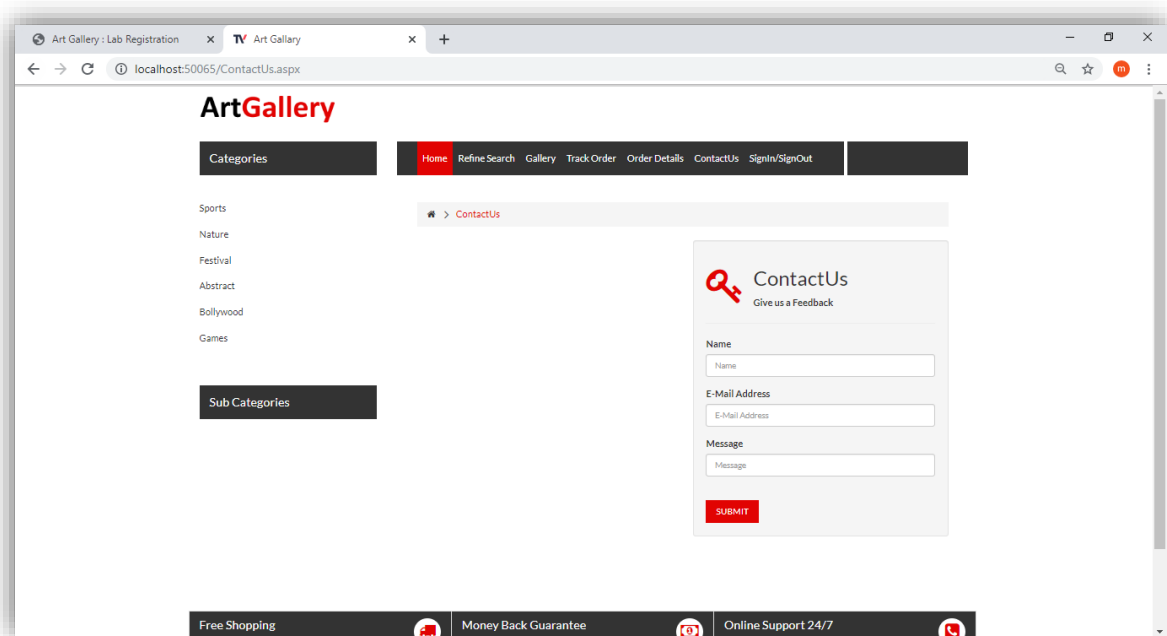 Art Gallery : Lab Registration
Art Gallary
localhost:50065/ContactUs.aspx
m
ArtGallery
Categories
Home Refine Search Gallery Track Order Order Details ContactUs SignIn/SignOut
Sports
Nature
Festival
Abstract
Bollywood
Games
Sub Categories
ContactUs
ContactUs
Give us a Feedback
Name
Name
E-Mail Address
E-Mail Address
Message
Message
SUBMIT
Free Shopping
Money Back Guarantee
Online Support 24/7